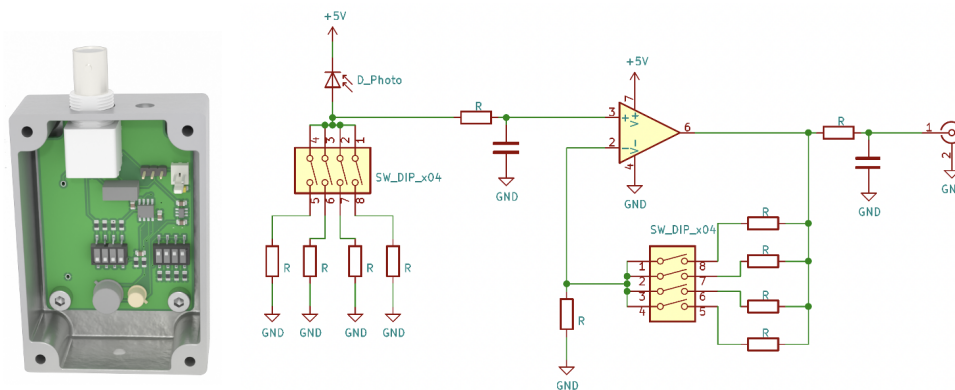 +5V
D_Photo
4 3 2 1
SW_DIP_x04
5 6 7 8
R
R
R
R
GND
GND
GND
GND
R
GND
+5V
3
+
7
V+
6
2
-
V-
4
GND
R
GND
1
2
GND
SW_DIP_x04
1
2
3
4
8
7
6
5
R
R
R
R
R
GND